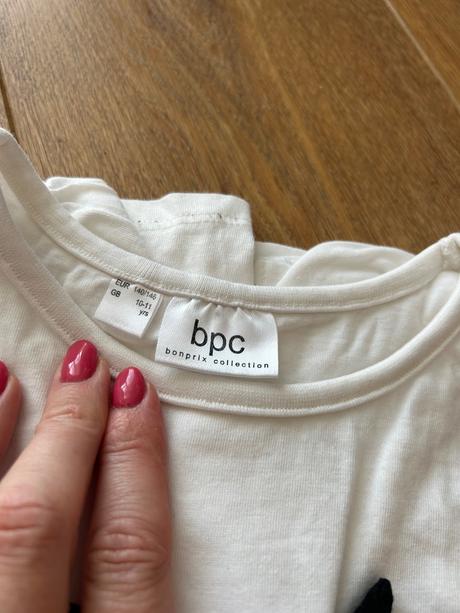 EUR 140/146
GB 10-11
yrs
bpc
bonprix collection